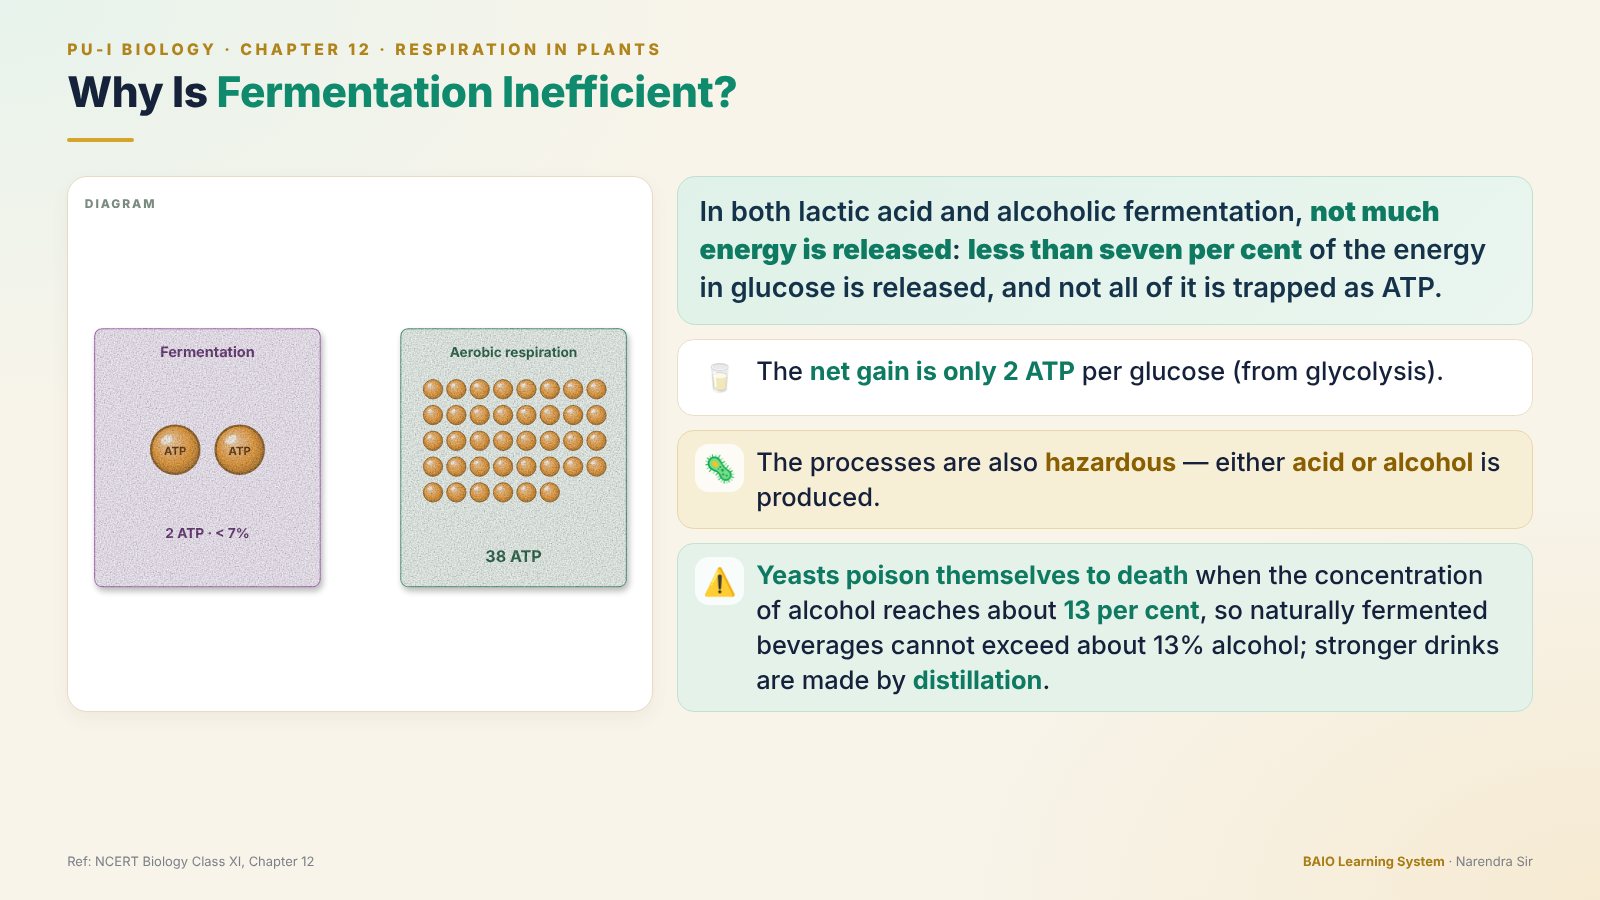 PU-I BIOLOGY · CHAPTER 12 · RESPIRATION IN PLANTS
Why Is Fermentation Inefficient?
DIAGRAM
Fermentation
ATP ATP
2 ATP · < 7%
Aerobic respiration
38 ATP
In both lactic acid and alcoholic fermentation, not much
energy is released: less than seven per cent of the energy
in glucose is released, and not all of it is trapped as ATP.
The net gain is only 2 ATP per glucose (from glycolysis).
The processes are also hazardous — either acid or alcohol is
produced.
Yeasts poison themselves to death when the concentration
of alcohol reaches about 13 per cent, so naturally fermented
beverages cannot exceed about 13% alcohol; stronger drinks
are made by distillation.
Ref: NCERT Biology Class XI, Chapter 12
BAIO Learning System · Narendra Sir